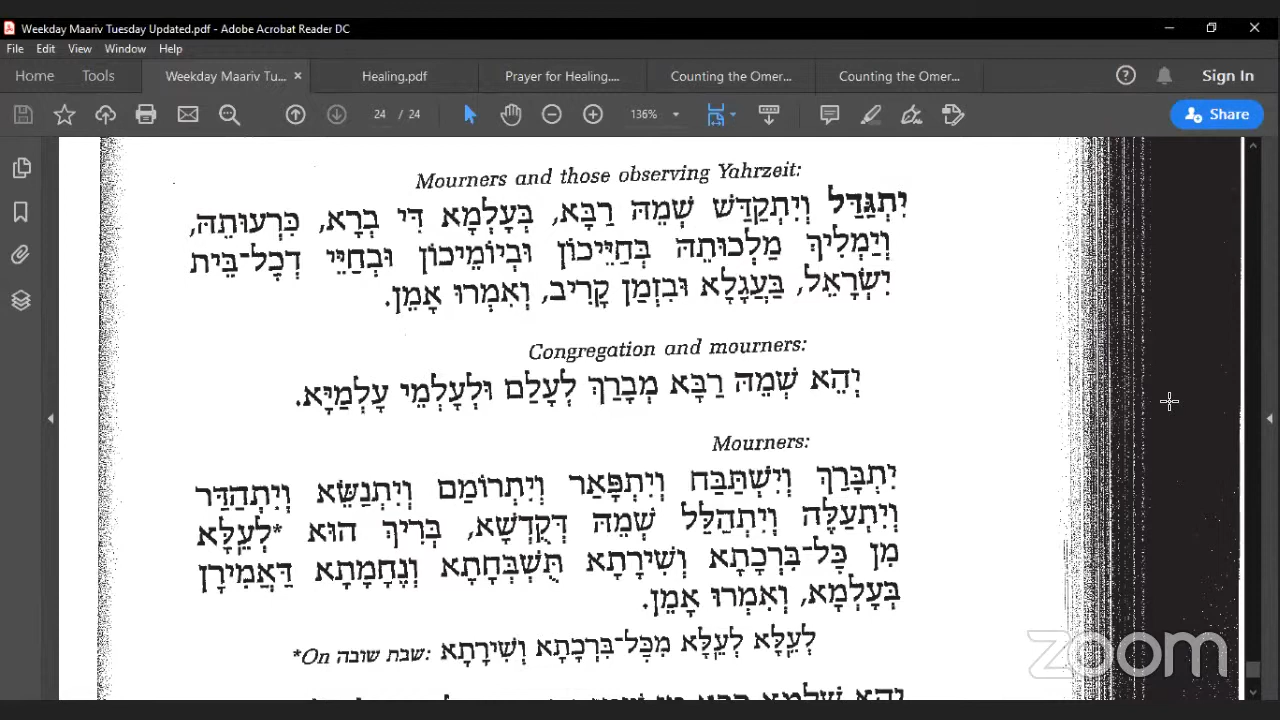 Weekday Maariv Tuesday Updated.pdf - Adobe Acrobat Reader DC
File Edit View Window Help
Home Tools Weekday Maariv Tu... × Healing.pdf Prayer for Healing.... Counting the Omer... Counting the Omer... Sign In
24 / 24 136% Share
Mourners and those observing Yahrzeit:
יִתְגַּדַּל וְיִתְקַדַּשׁ שְׁמֵהּ רַבָּא, בְּעָלְמָא דִּי בְרָא, כִּרְעוּתֵהּ,
וְיַמְלִיךְ מַלְכוּתֵהּ בְּחַיֵּיכוֹן וּבְיוֹמֵיכוֹן וּבְחַיֵּי דְכָל־בֵּית
יִשְׂרָאֵל, בַּעֲגָלָא וּבִזְמַן קָרִיב, וְאִמְרוּ אָמֵן.
Congregation and mourners:
יְהֵא שְׁמֵהּ רַבָּא מְבָרַךְ לְעָלַם וּלְעָלְמֵי עָלְמַיָּא.
Mourners:
יִתְבָּרַךְ וְיִשְׁתַּבַּח וְיִתְפָּאַר וְיִתְרוֹמַם וְיִתְנַשֵּׂא וְיִתְהַדַּר
וְיִתְעַלֶּה וְיִתְהַלַּל שְׁמֵהּ דְּקֻדְשָׁא, בְּרִיךְ הוּא *לְעֵלָּא
מִן כָּל־בִּרְכָתָא וְשִׁירָתָא תֻּשְׁבְּחָתָא וְנֶחָמָתָא דַּאֲמִירָן
בְּעָלְמָא, וְאִמְרוּ אָמֵן.
*On שבת שובה: לְעֵלָּא לְעֵלָּא מִכָּל־בִּרְכָתָא וְשִׁירָתָא
zoom